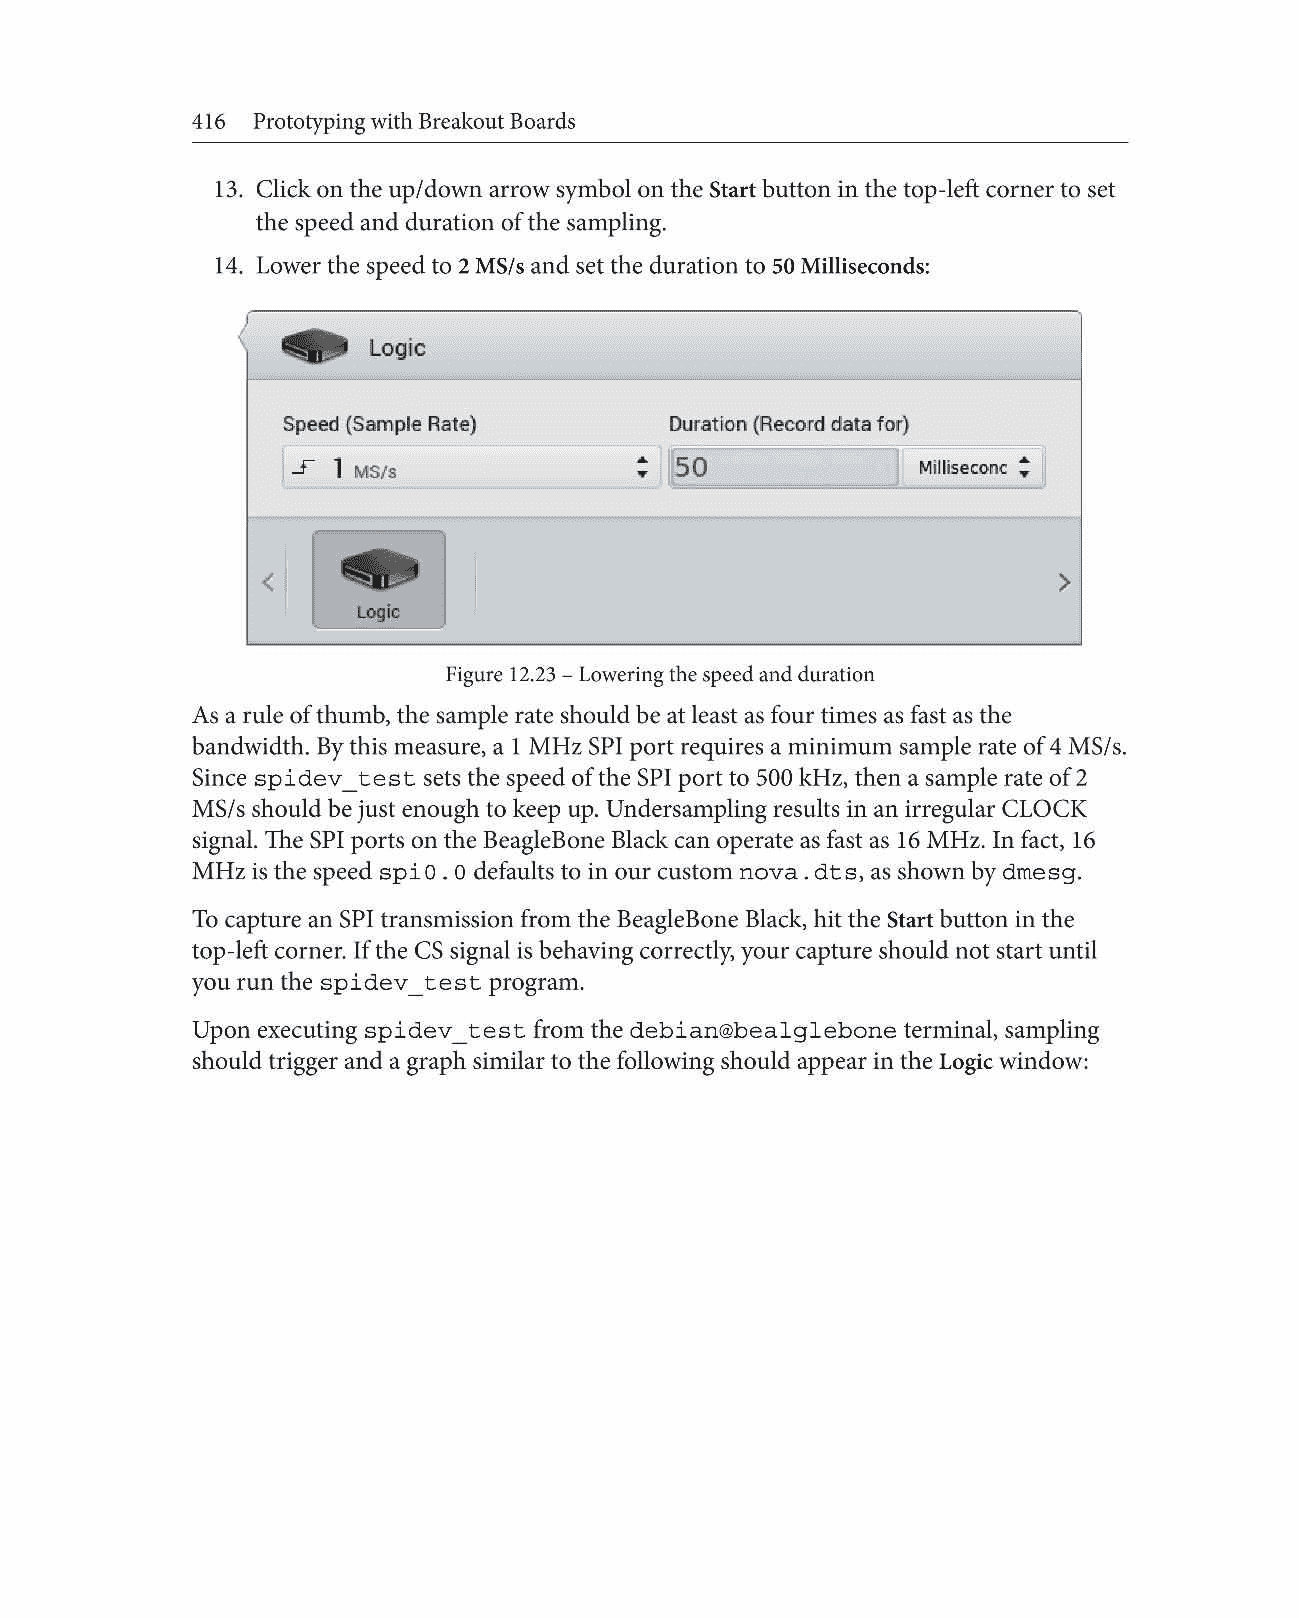 416 Prototyping with Breakout Boards
13. Click on the up/down arrow symbol on the Start button in the top-left corner to set
the speed and duration of the sampling.
14. Lower the speed to 2 MS/s and set the duration to 50 Milliseconds:
Logic
Speed (Sample Rate)
Duration (Record data for)
1 MS/s
50
Milliseconc
<
Logic
>
Figure 12.23 – Lowering the speed and duration
As a rule of thumb, the sample rate should be at least as four times as fast as the
bandwidth. By this measure, a 1 MHz SPI port requires a minimum sample rate of 4 MS/s.
Since spidev_test sets the speed of the SPI port to 500 kHz, then a sample rate of 2
MS/s should be just enough to keep up. Undersampling results in an irregular CLOCK
signal. The SPI ports on the BeagleBone Black can operate as fast as 16 MHz. In fact, 16
MHz is the speed spi0.0 defaults to in our custom nova.dts, as shown by dmesg.
To capture an SPI transmission from the BeagleBone Black, hit the Start button in the
top-left corner. If the CS signal is behaving correctly, your capture should not start until
you run the spidev_test program.
Upon executing spidev_test from the debian@bealglebone terminal, sampling
should trigger and a graph similar to the following should appear in the Logic window: